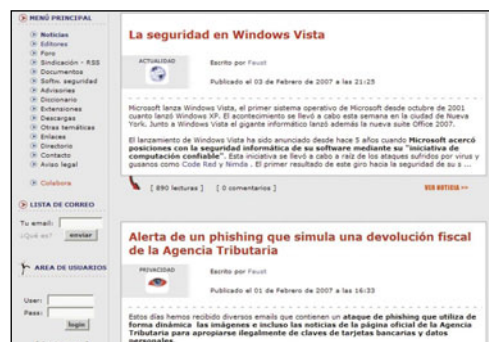 MENÚ PRINCIPAL
Noticias
Editores
Foro
Sindicación - RSS
Documentos
Softw. seguridad
Advisories
Diccionario
Extensiones
Descargas
Otras temáticas
Enlaces
Directorio
Contacto
Aviso legal
Colabora
LISTA DE CORREO
Tu email:
¿Qué es?
enviar
AREA DE USUARIOS
User:
Pass:
login
La seguridad en Windows Vista
ACTUALIDAD
Escrito por Faust
Publicado el 03 de Febrero de 2007 a las 21:25
Microsoft lanza Windows Vista, el primer sistema operativo de Microsoft desde octubre de 2001
cuanto lanzó Windows XP. El acontecimiento se llevó a cabo esta semana en la ciudad de Nueva
York. Junto a Windows Vista el gigante informático lanzó además la nueva suite Office 2007.
El lanzamiento de Windows Vista ha sido anunciado desde hace 5 años cuando Microsoft acercó
posiciones con la seguridad informática de su software mediante su "iniciativa de
computación confiable". Esta iniciativa se llevó a cabo a raíz de los ataques sufridos por virus y
gusanos como Code Red y Nimda . El primer resultado de este giro hacia la seguridad de su s ...
[ 890 lecturas ] [ 0 comentarios ]
VER NOTICIA >>
Alerta de un phishing que simula una devolución fiscal
de la Agencia Tributaria
PRIVACIDAD
Escrito por Faust
Publicado el 01 de Febrero de 2007 a las 16:33
Estos días hemos recibido diversos emails que contienen un ataque de phishing que utiliza de
forma dinámica las imágenes e incluso las noticias de la página oficial de la Agencia
Tributaria para apropiarse ilegalmente de claves de tarjetas bancarias y datos
personales